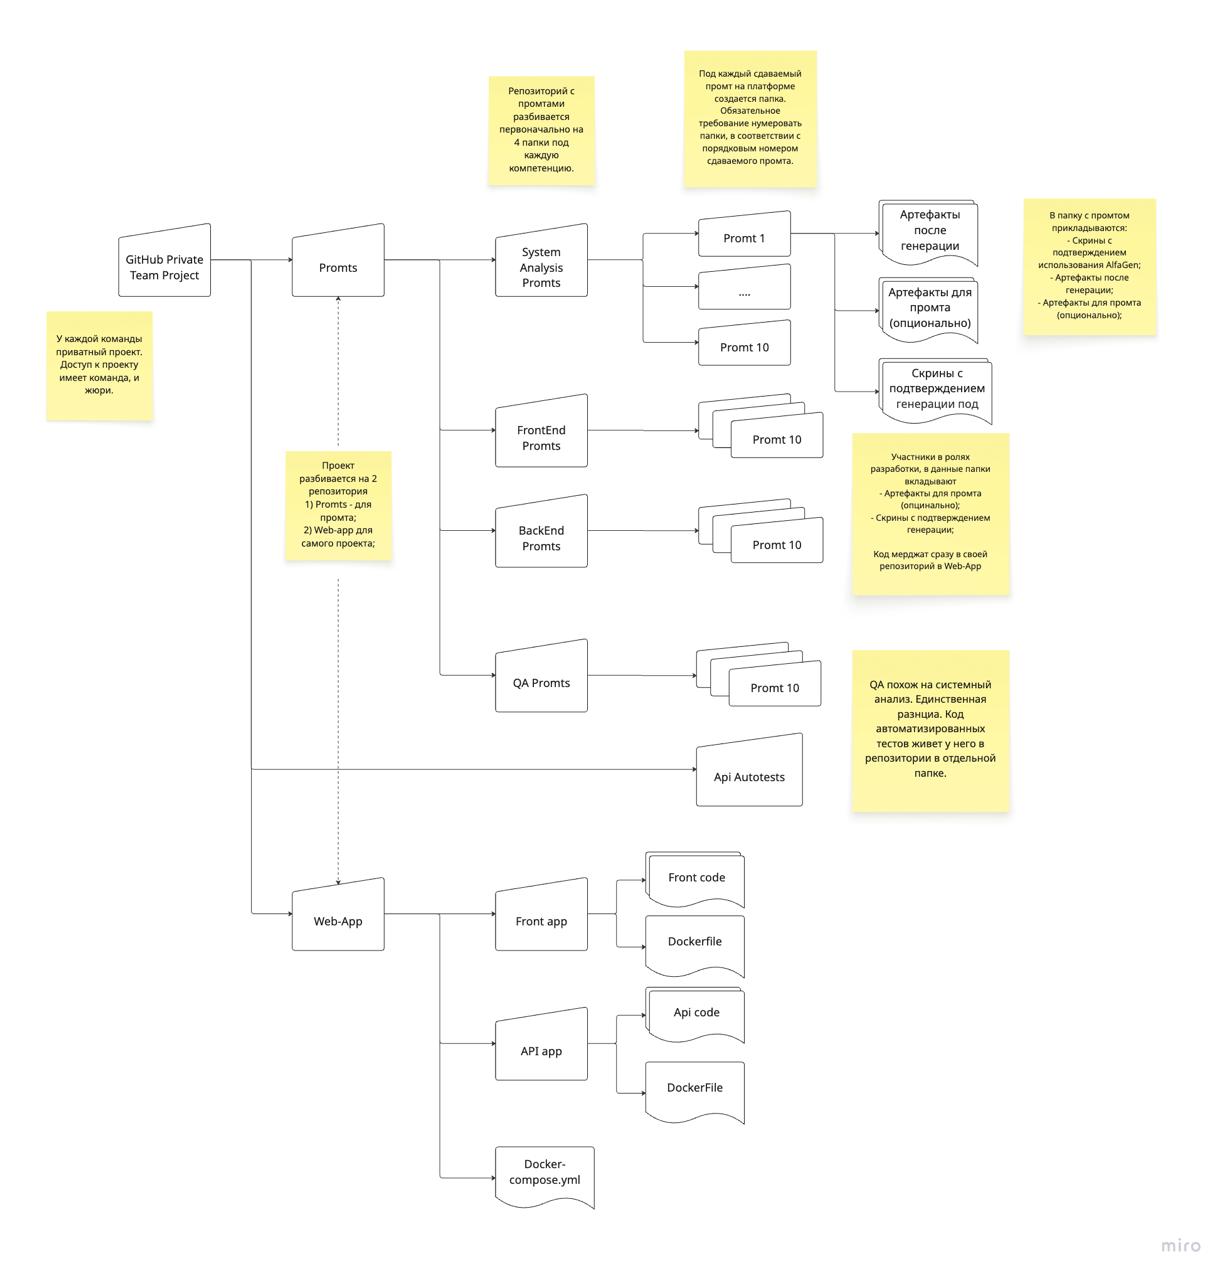 Репозиторий с
промтами
разбивается
первоначально на
4 папки под
каждую
компетенцию.
Под каждый сдаваемый
промт на платформе
создается папка.
Обязательное
требование нумеровать
папки, в соответствии с
порядковым номером
сдаваемого промта.
GitHub Private
Team Project
Promts
System
Analysis
Promts
Promt 1
....
Promt 10
Артефакты
после
генерации
Артефакты для
промта
(опционально)
Скрины с
подтверждением
генерации под
В папку с промтом
прикладываются:
- Скрины с
подтверждением
использования AlfaGen;
- Артефакты после
генерации;
- Артефакты для промта
(опционально);
У каждой команды
приватный проект.
Доступ к проекту
имеет команда, и
жюри.
FrontEnd
Promts
Promt 10
Проект
разбивается на 2
репозитория
1) Promts - для
промта;
2) Web-app для
самого проекта;
BackEnd
Promts
Promt 10
Участники в ролях
разработки, в данные папки
вкладывают
- Артефакты для промта
(опцинально);
- Скрины с подтверждением
генерации;
Код мерджат сразу в своей
репозиторий в Web-App
QA Promts
Promt 10
QA похож на системный
анализ. Единственная
разнциа. Код
автоматизированных
тестов живет у него в
репозитории в отдельной
папке.
Api Autotests
Web-App
Front app
Front code
Dockerfile
API app
Api code
DockerFile
Docker-
compose.yml
miro